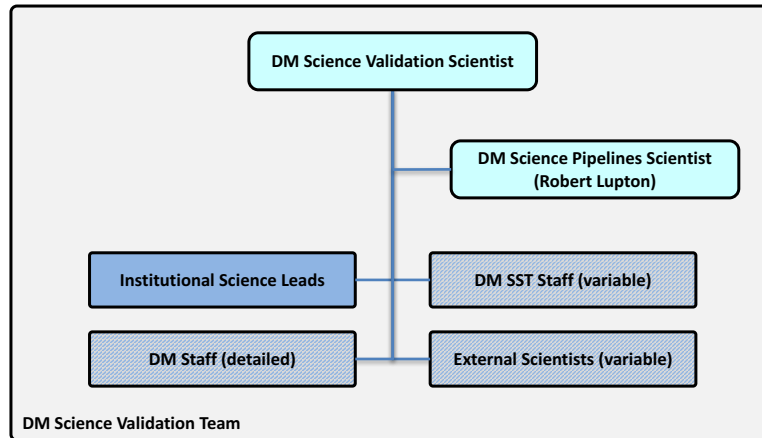 DM Science Validation Scientist
DM Science Pipelines Scientist
(Robert Lupton)
Institutional Science Leads
DM SST Staff (variable)
DM Staff (detailed)
External Scientists (variable)
DM Science Validation Team